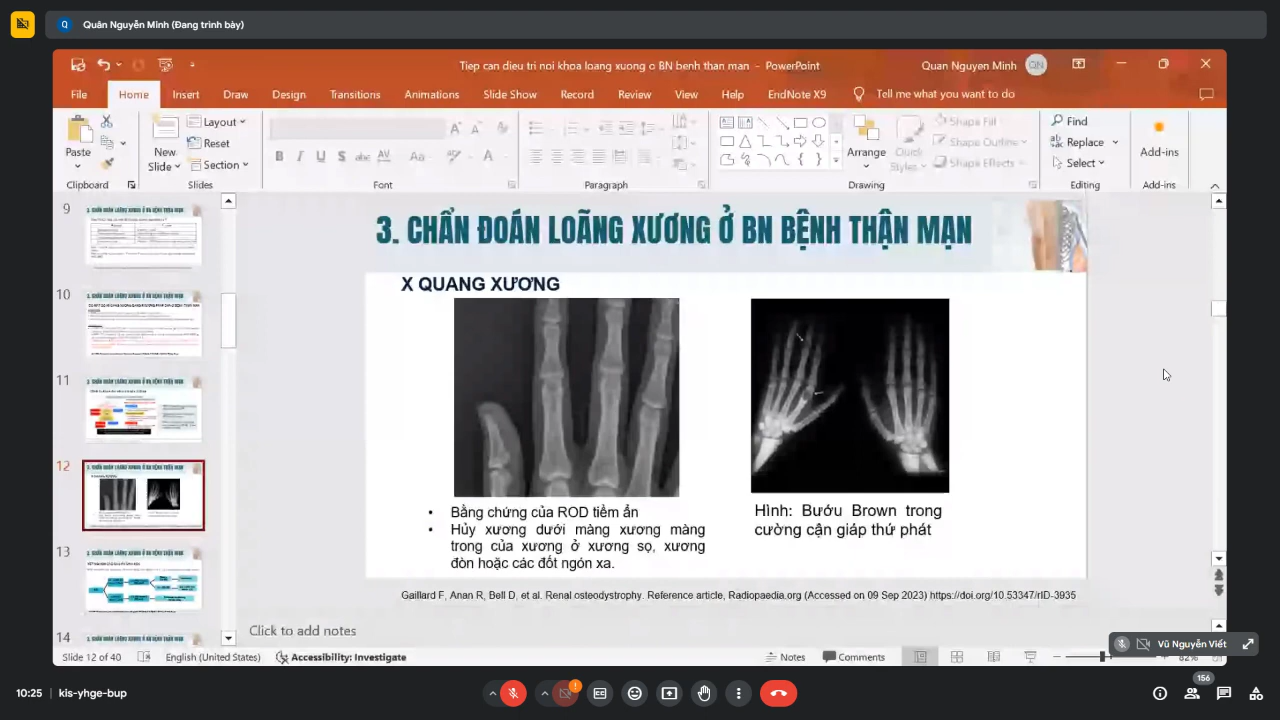 Quân Nguyễn Minh (Đang trình bày)
Tiep can dieu tri noi khoa loang xuong o BN benh than man - PowerPoint
Quan Nguyen Minh
QN
File Home Insert Draw Design Transitions Animations Slide Show Record Review View Help EndNote X9 Tell me what you want to do
Paste
New Slide
Layout
Reset
Section
Arrange
Quick Styles
Shape Fill
Shape Outline
Shape Effects
Find
Replace
Select
Add-ins
Clipboard Slides Font Paragraph Drawing Editing Add-ins
9
10
11
12
13
14
3. CHẨN ĐOÁN LOÃNG XƯƠNG Ở BN BỆNH THẬN MẠN
X QUANG XƯƠNG
• Bằng chứng của ROD tiềm ẩn
• Hủy xương dưới màng xương màng
trong của xương ở xương sọ, xương
đòn hoặc các đốt ngón xa.
Hình: Bướu Brown trong
cường cận giáp thứ phát
Gaillard F, Anan R, Bell D, et al. Renal osteodystrophy. Reference article, Radiopaedia.org (Accessed on 06 Sep 2023) https://doi.org/10.53347/rID-3935
Click to add notes
Vũ Nguyễn Viết
Slide 12 of 40 English (United States) Accessibility: Investigate Notes Comments 82%
10:25 kis-yhge-bup
156